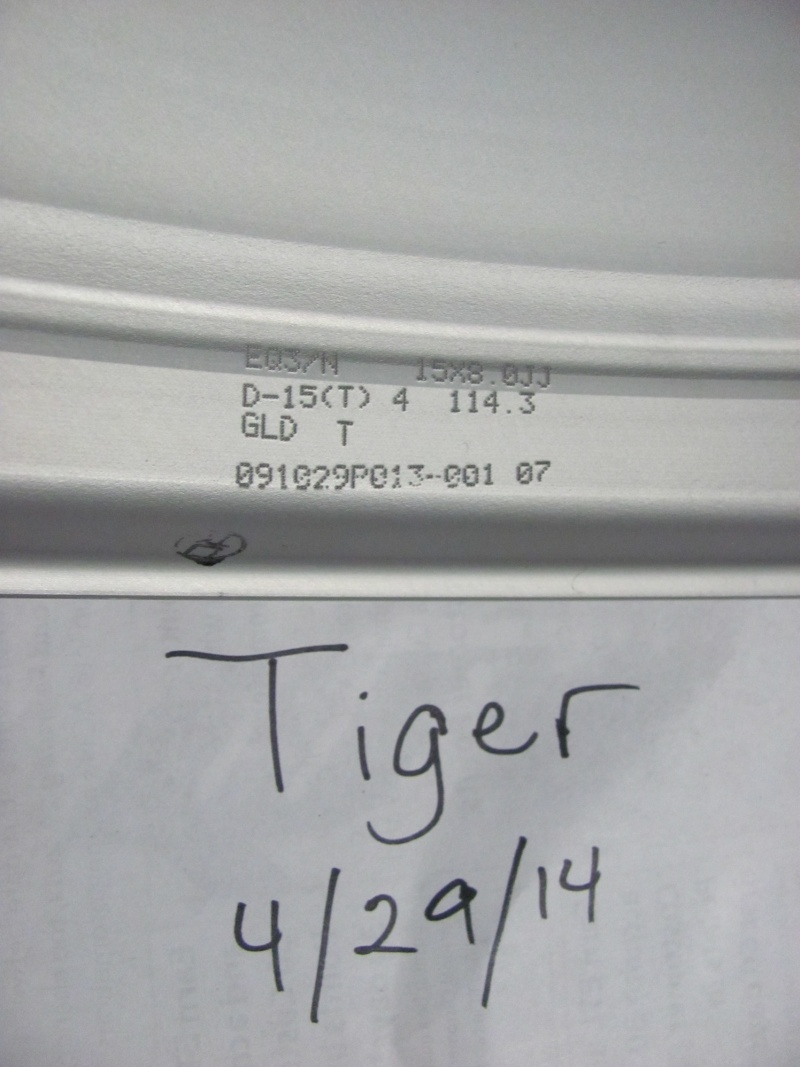 EQ3/N 15X8.0JJ
D-15(T) 4 114.3
GLD T
091029P013-001 07
Tiger
4/29/14